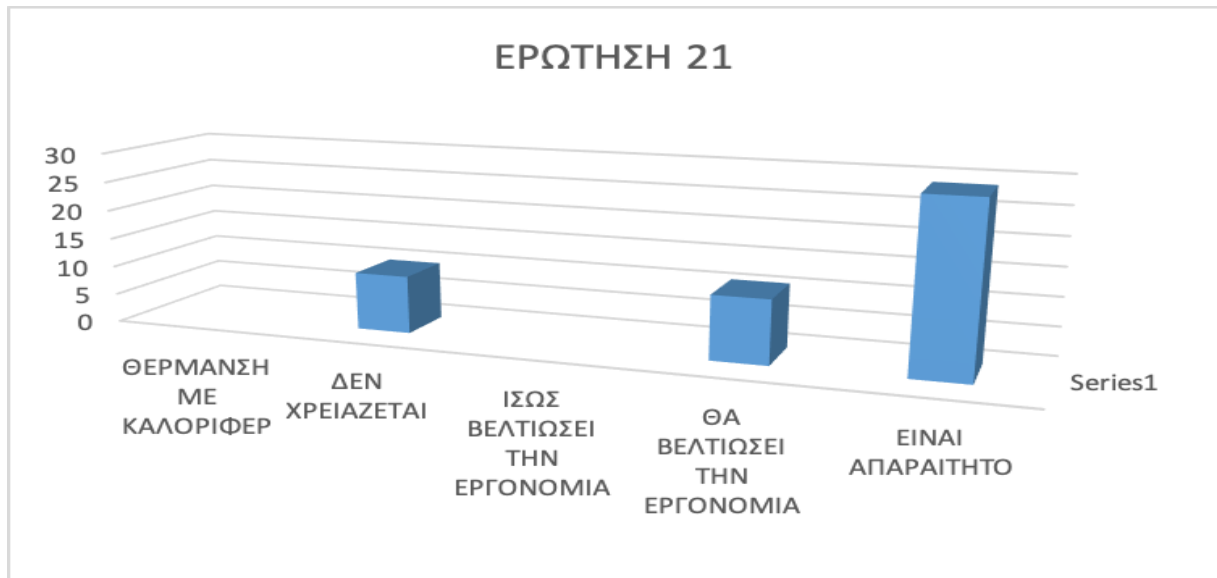 ΕΡΩΤΗΣΗ 21
30
25
20
15
10
5
0
ΘΕΡΜΑΝΣΗ
ΜΕ
ΚΑΛΟΡΙΦΕΡ
ΔΕΝ
ΧΡΕΙΑΖΕΤΑΙ
ΙΣΩΣ
ΒΕΛΤΙΩΣΕΙ
ΤΗΝ
ΕΡΓΟΝΟΜΙΑ
ΘΑ
ΒΕΛΤΙΩΣΕΙ
ΤΗΝ
ΕΡΓΟΝΟΜΙΑ
ΕΙΝΑΙ
ΑΠΑΡΑΙΤΗΤΟ
Series1